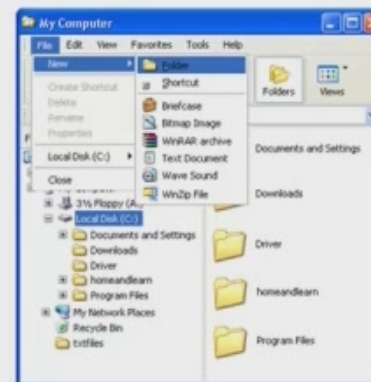 My Computer
File Edit View Favorites Tools Help
New
Create Shortcut
Delete
Rename
Properties
Local Disk (C:)
Close
Folder
Shortcut
Briefcase
Bitmap Image
WinRAR archive
Text Document
Wave Sound
WinZip File
Folders
Views
3½ Floppy (A:)
Local Disk (C:)
Documents and Settings
Downloads
Driver
homeandlearn
Program Files
My Network Places
Recycle Bin
txtfiles
Documents and Settings
Downloads
Driver
homeandlearn
Program Files